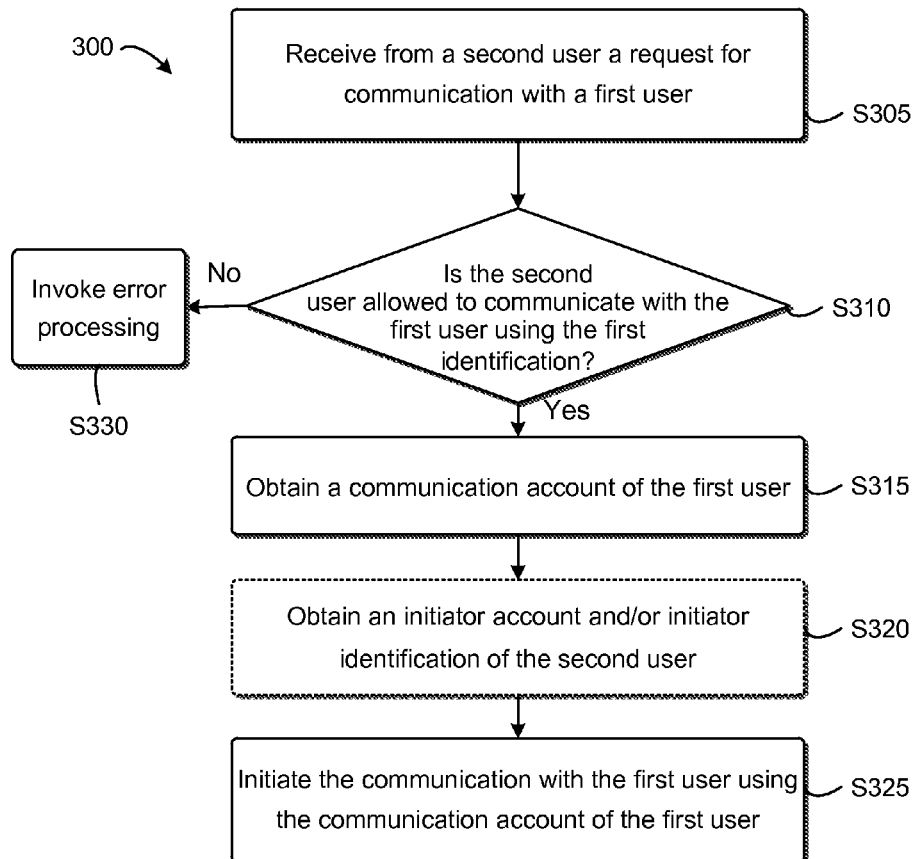 300
Receive from a second user a request for
communication with a first user
S305
Is the second
user allowed to communicate with the
first user using the first
identification?
S310
No
Invoke error
processing
S330
Yes
Obtain a communication account of the first user
S315
Obtain an initiator account and/or initiator
identification of the second user
S320
Initiate the communication with the first user using
the communication account of the first user
S325